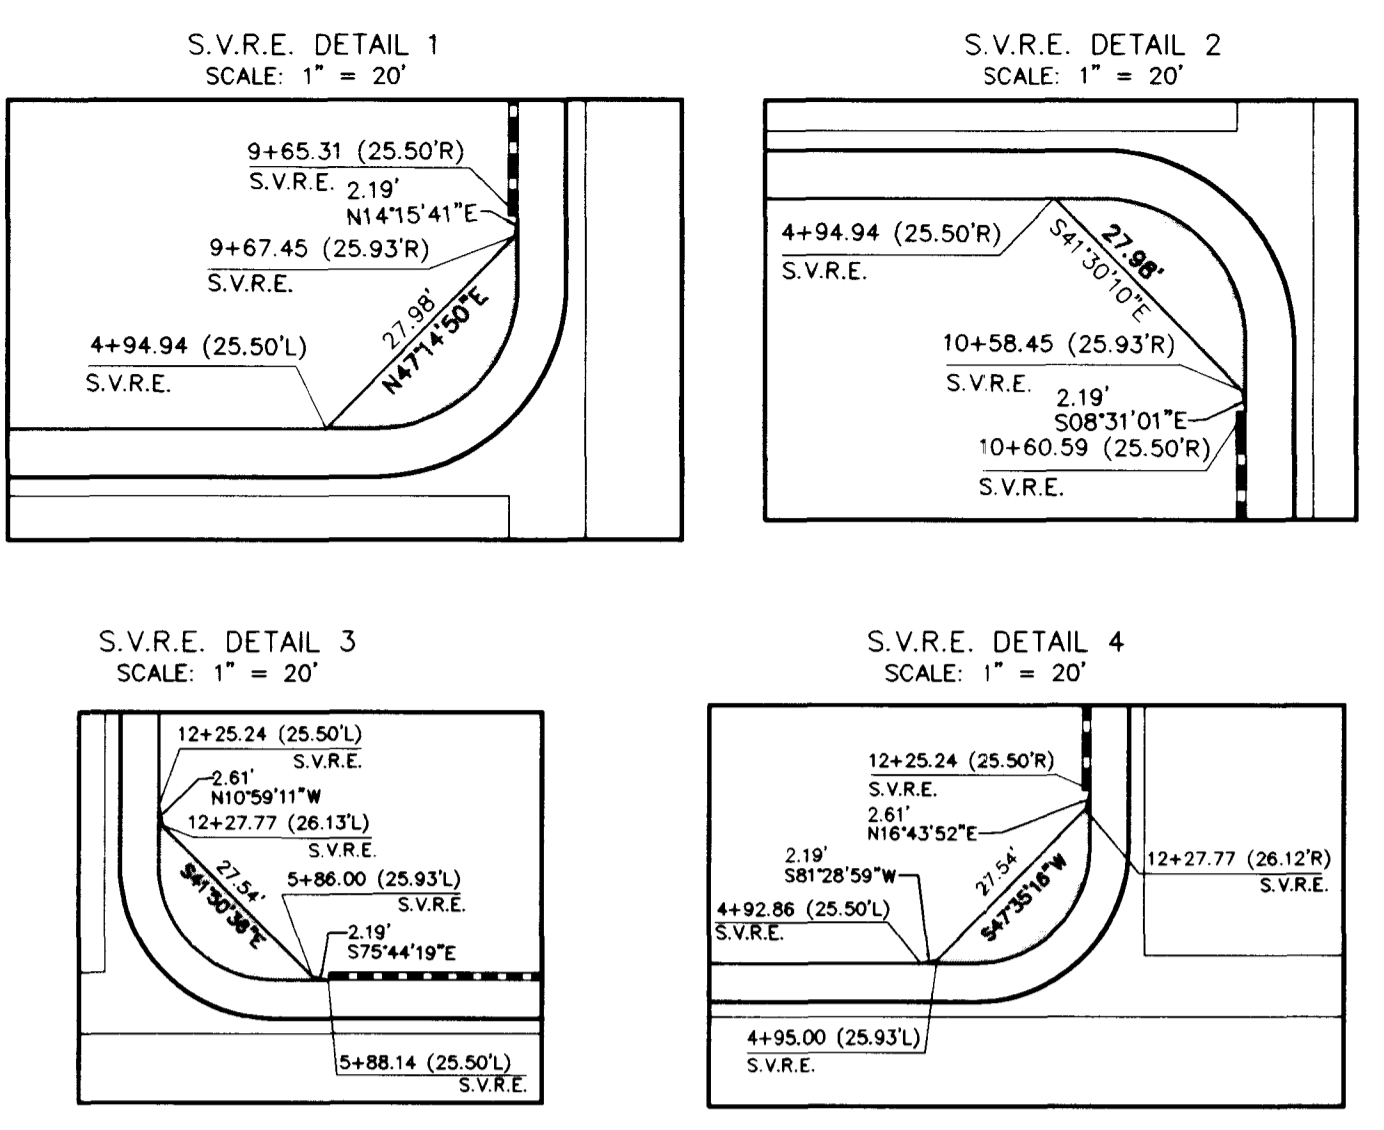 S.V.R.E. DETAIL 1
SCALE: 1" = 20'
9+65.31 (25.50'R)
S.V.R.E.
2.19'
N14°15'41"E
9+67.45 (25.93'R)
S.V.R.E.
27.98'
N47°14'50"E
4+94.94 (25.50'L)
S.V.R.E.
S.V.R.E. DETAIL 2
SCALE: 1" = 20'
4+94.94 (25.50'R)
S.V.R.E.
27.98'
S41°30'10"E
10+58.45 (25.93'R)
S.V.R.E.
2.19'
S08°31'01"E
10+60.59 (25.50'R)
S.V.R.E.
S.V.R.E. DETAIL 3
SCALE: 1" = 20'
12+25.24 (25.50'L)
S.V.R.E.
2.61'
N10°59'11"W
12+27.77 (26.13'L)
S.V.R.E.
27.54'
S41°50'36"E
5+86.00 (25.93'L)
S.V.R.E.
2.19'
S75°44'19"E
5+88.14 (25.50'L)
S.V.R.E.
S.V.R.E. DETAIL 4
SCALE: 1" = 20'
12+25.24 (25.50'R)
S.V.R.E.
2.61'
N16°43'52"E
2.19'
S81°28'59"W
27.54'
S47°35'16"W
12+27.77 (26.12'R)
S.V.R.E.
4+92.86 (25.50'L)
S.V.R.E.
4+95.00 (25.93'L)
S.V.R.E.